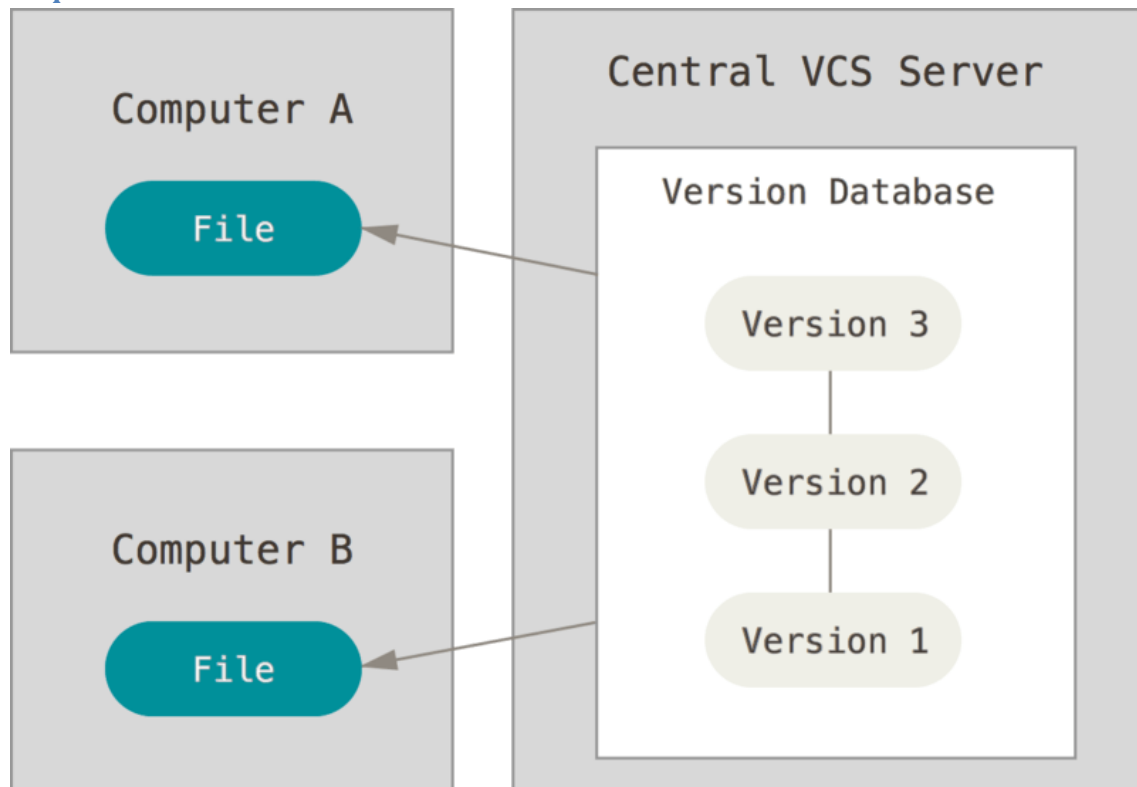 Computer A
File
Computer B
File
Central VCS Server
Version Database
Version 3
Version 2
Version 1